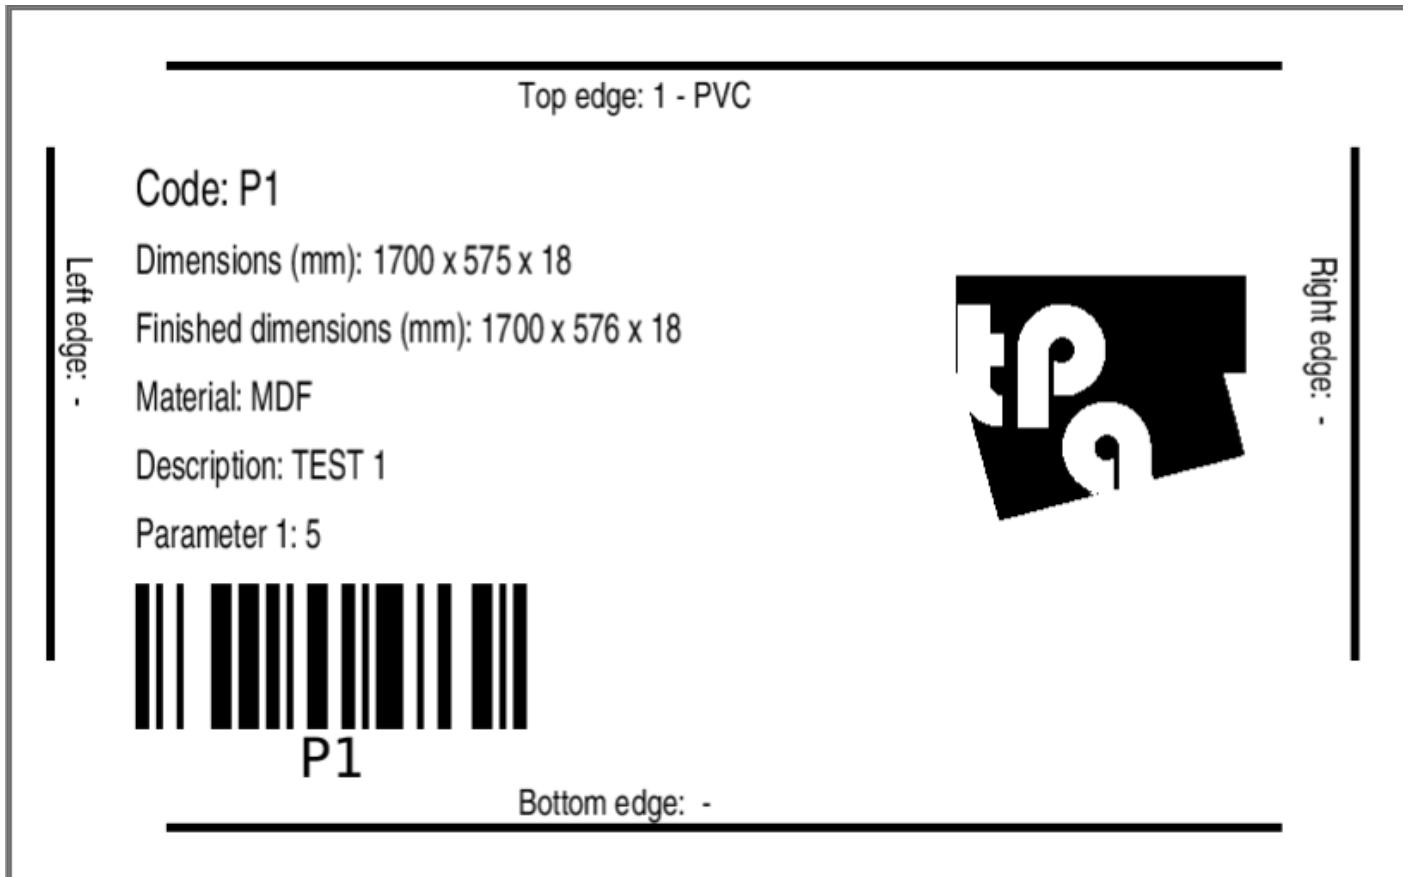 Top edge: 1 - PVC
Code: P1
Dimensions (mm): 1700 x 575 x 18
Finished dimensions (mm): 1700 x 576 x 18
Material: MDF
Description: TEST 1
Parameter 1: 5
Left edge: -
tpa
Right edge: -
P1
Bottom edge: -